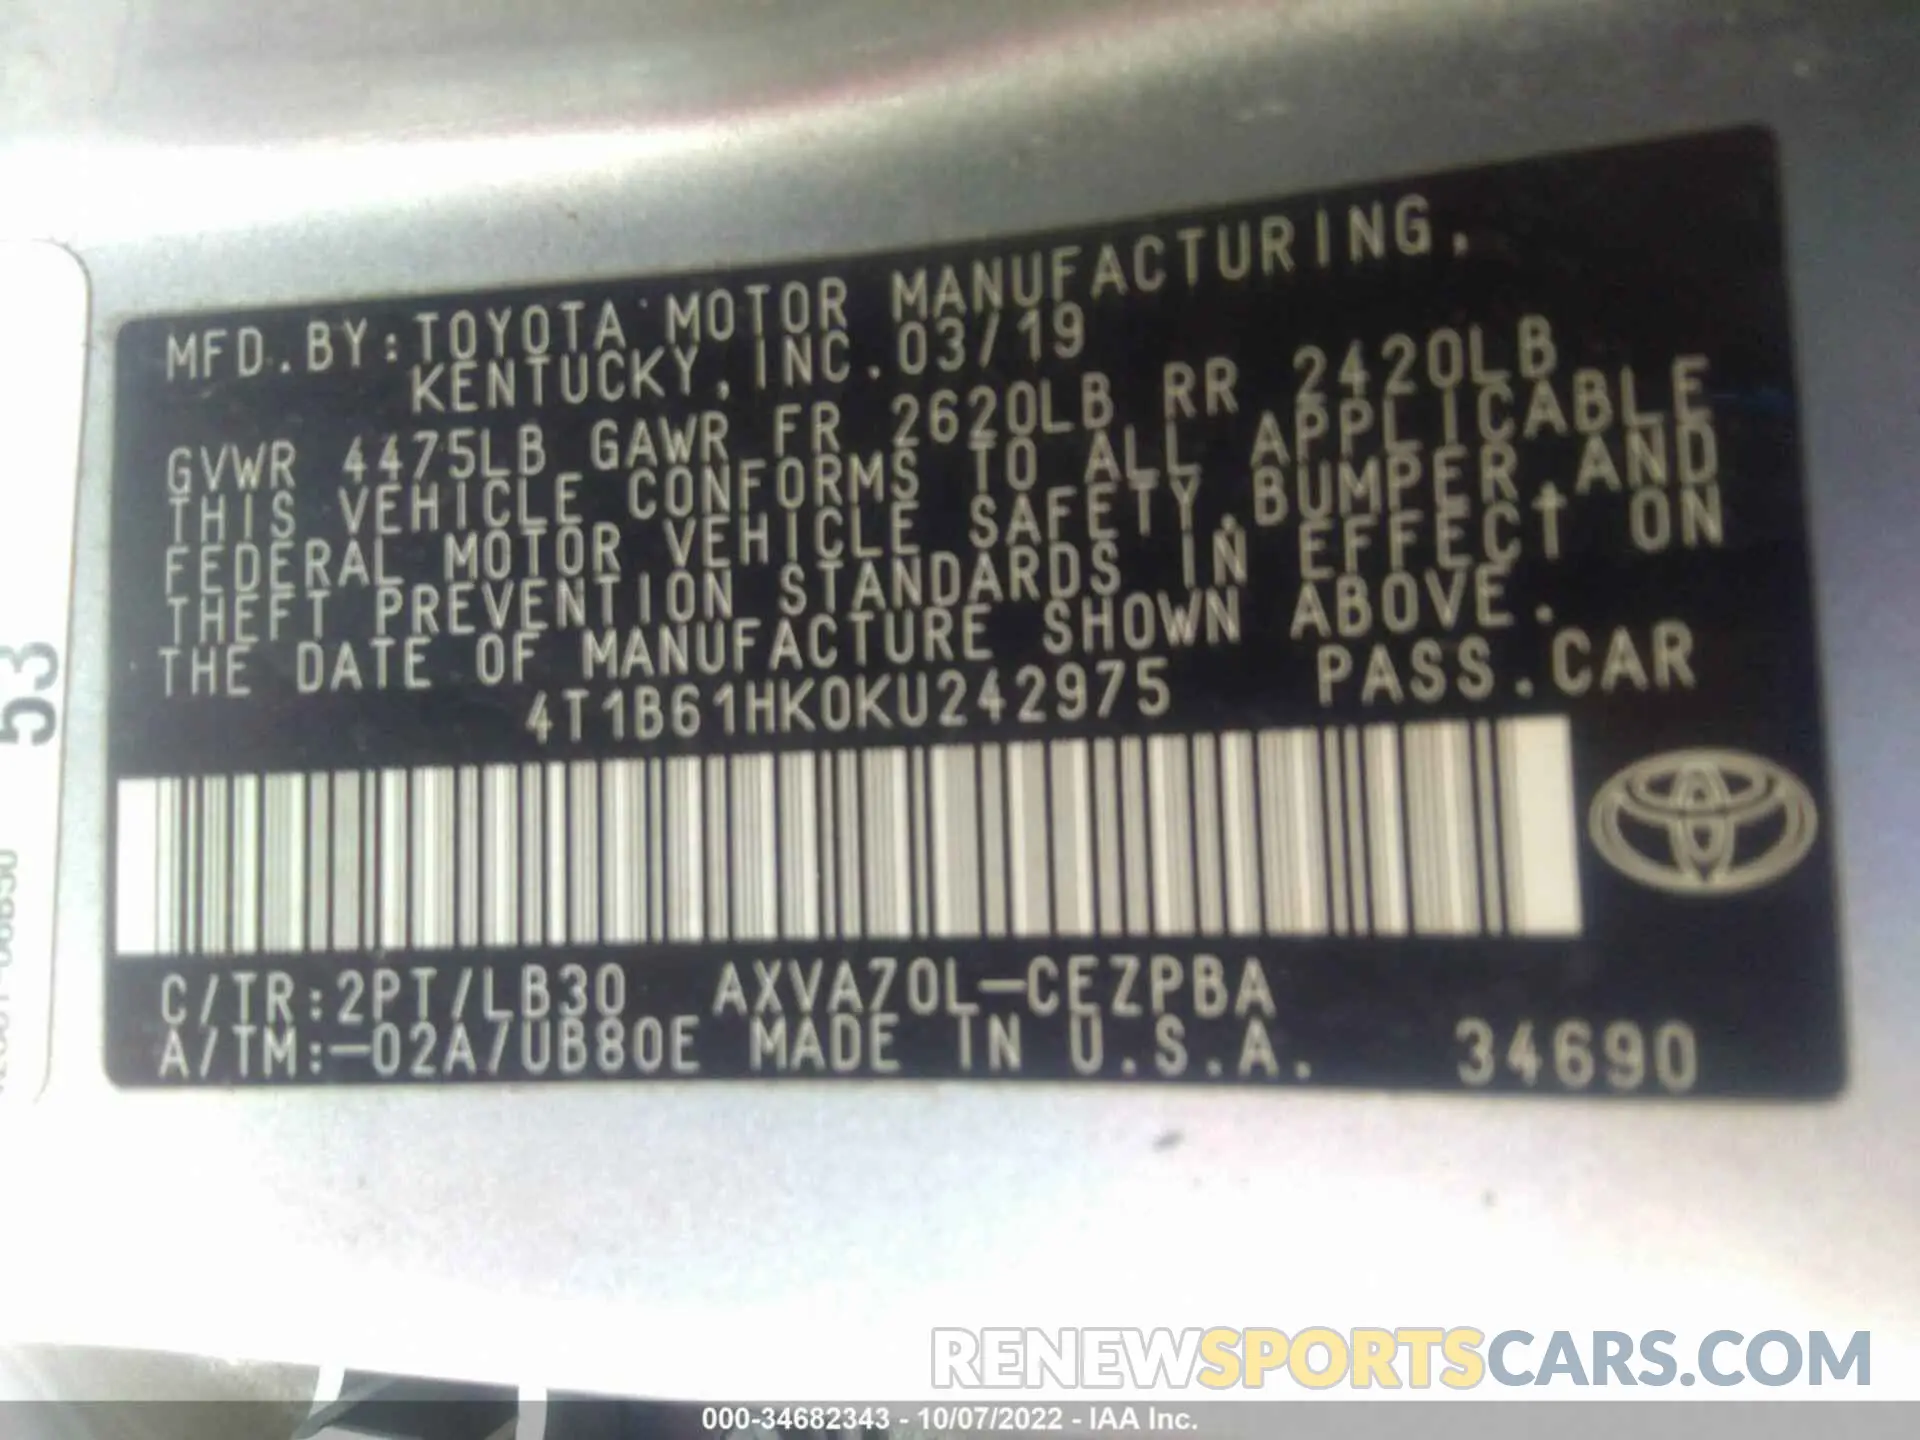 MFD.BY:TOYOTA MOTOR MANUFACTURING,
KENTUCKY, INC. 03/19
GVWR 4475LB GAWR FR 2620LB RR 2420LB
THIS VEHICLE CONFORMS TO ALL APPLICABLE
FEDERAL MOTOR VEHICLE SAFETY,BUMPER,AND
THEFT PREVENTION STANDARDS IN EFFECT ON
THE DATE OF MANUFACTURE SHOWN ABOVE.
4T1B61HK0KU242975 PASS.CAR
C/TR:2PT/LB30 AXVA70L-CEZPBA
A/TM:-02A/UB80E MADE IN U.S.A. 34690
53
RENEWSPORTSCARS.COM
000-34682343 - 10/07/2022 - IAA Inc.